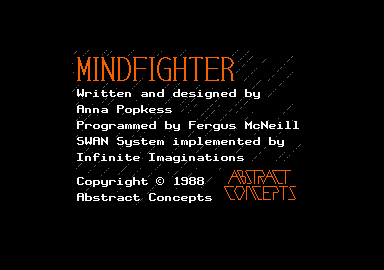 MINDFIGHTER
Written and designed by
Anna Popkess
Programmed by Fergus McNeill
SWAN System implemented by
Infinite Imaginations
Copyright © 1988
Abstract Concepts
ABSTRACT
CONCEPTS